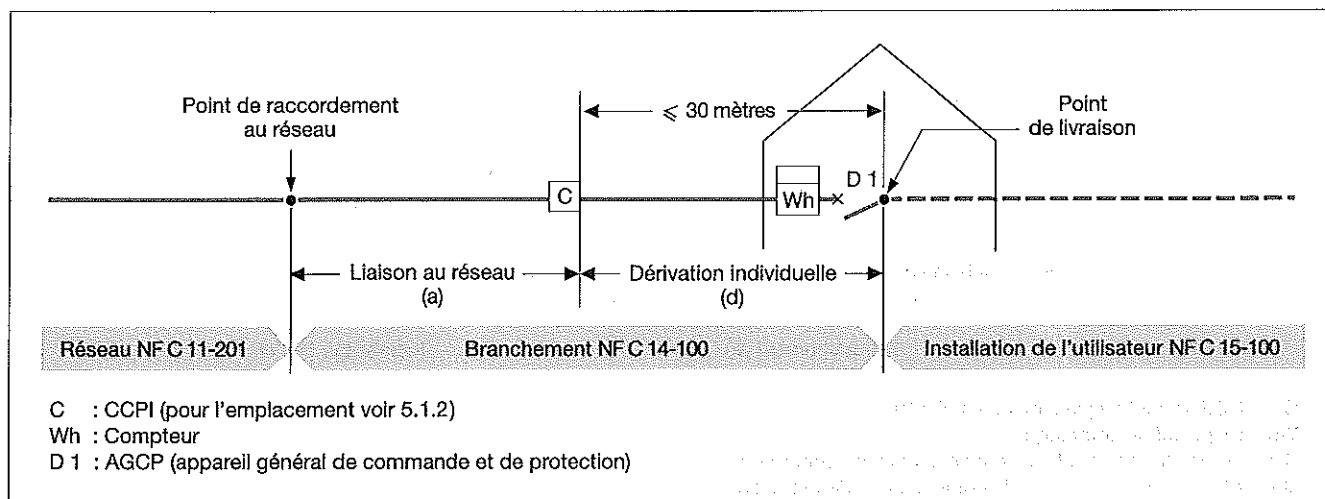 Point de raccordement
au réseau
⩽ 30 mètres
Point
de livraison
C
Wh
D 1
Liaison au réseau
(a)
Dérivation individuelle
(d)
Réseau NF C 11-201
Branchement NF C 14-100
Installation de l'utilisateur NF C 15-100
C : CCPI (pour l'emplacement voir 5.1.2)
Wh : Compteur
D 1 : AGCP (appareil général de commande et de protection)